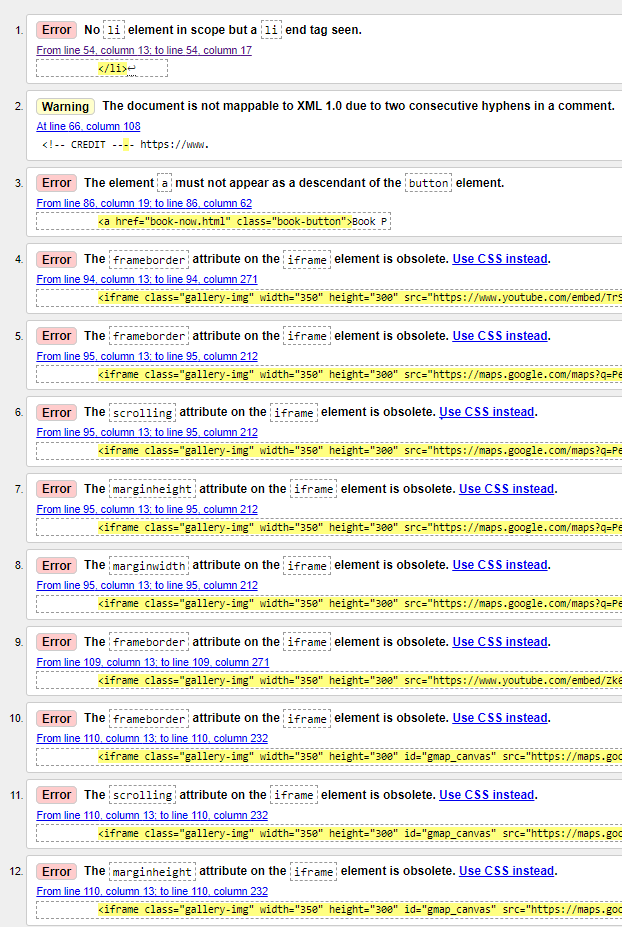 1. Error No li element in scope but a li end tag seen.
From line 54, column 13; to line 54, column 17
</li>↩
2. Warning The document is not mappable to XML 1.0 due to two consecutive hyphens in a comment.
At line 66, column 108
<!-- CREDIT ---- https://www.
3. Error The element a must not appear as a descendant of the button element.
From line 86, column 19; to line 86, column 62
<a href="book-now.html" class="book-button">Book P
4. Error The frameborder attribute on the iframe element is obsolete. Use CSS instead.
From line 94, column 13; to line 94, column 271
<iframe class="gallery-img" width="350" height="300" src="https://www.youtube.com/embed/TrS
5. Error The frameborder attribute on the iframe element is obsolete. Use CSS instead.
From line 95, column 13; to line 95, column 212
<iframe class="gallery-img" width="350" height="300" src="https://maps.google.com/maps?q=Pe
6. Error The scrolling attribute on the iframe element is obsolete. Use CSS instead.
From line 95, column 13; to line 95, column 212
<iframe class="gallery-img" width="350" height="300" src="https://maps.google.com/maps?q=Pe
7. Error The marginheight attribute on the iframe element is obsolete. Use CSS instead.
From line 95, column 13; to line 95, column 212
<iframe class="gallery-img" width="350" height="300" src="https://maps.google.com/maps?q=Pe
8. Error The marginwidth attribute on the iframe element is obsolete. Use CSS instead.
From line 95, column 13; to line 95, column 212
<iframe class="gallery-img" width="350" height="300" src="https://maps.google.com/maps?q=Pe
9. Error The frameborder attribute on the iframe element is obsolete. Use CSS instead.
From line 109, column 13; to line 109, column 271
<iframe class="gallery-img" width="350" height="300" src="https://www.youtube.com/embed/Zk6
10. Error The frameborder attribute on the iframe element is obsolete. Use CSS instead.
From line 110, column 13; to line 110, column 232
<iframe class="gallery-img" width="350" height="300" id="gmap_canvas" src="https://maps.goo
11. Error The scrolling attribute on the iframe element is obsolete. Use CSS instead.
From line 110, column 13; to line 110, column 232
<iframe class="gallery-img" width="350" height="300" id="gmap_canvas" src="https://maps.goo
12. Error The marginheight attribute on the iframe element is obsolete. Use CSS instead.
From line 110, column 13; to line 110, column 232
<iframe class="gallery-img" width="350" height="300" id="gmap_canvas" src="https://maps.goo